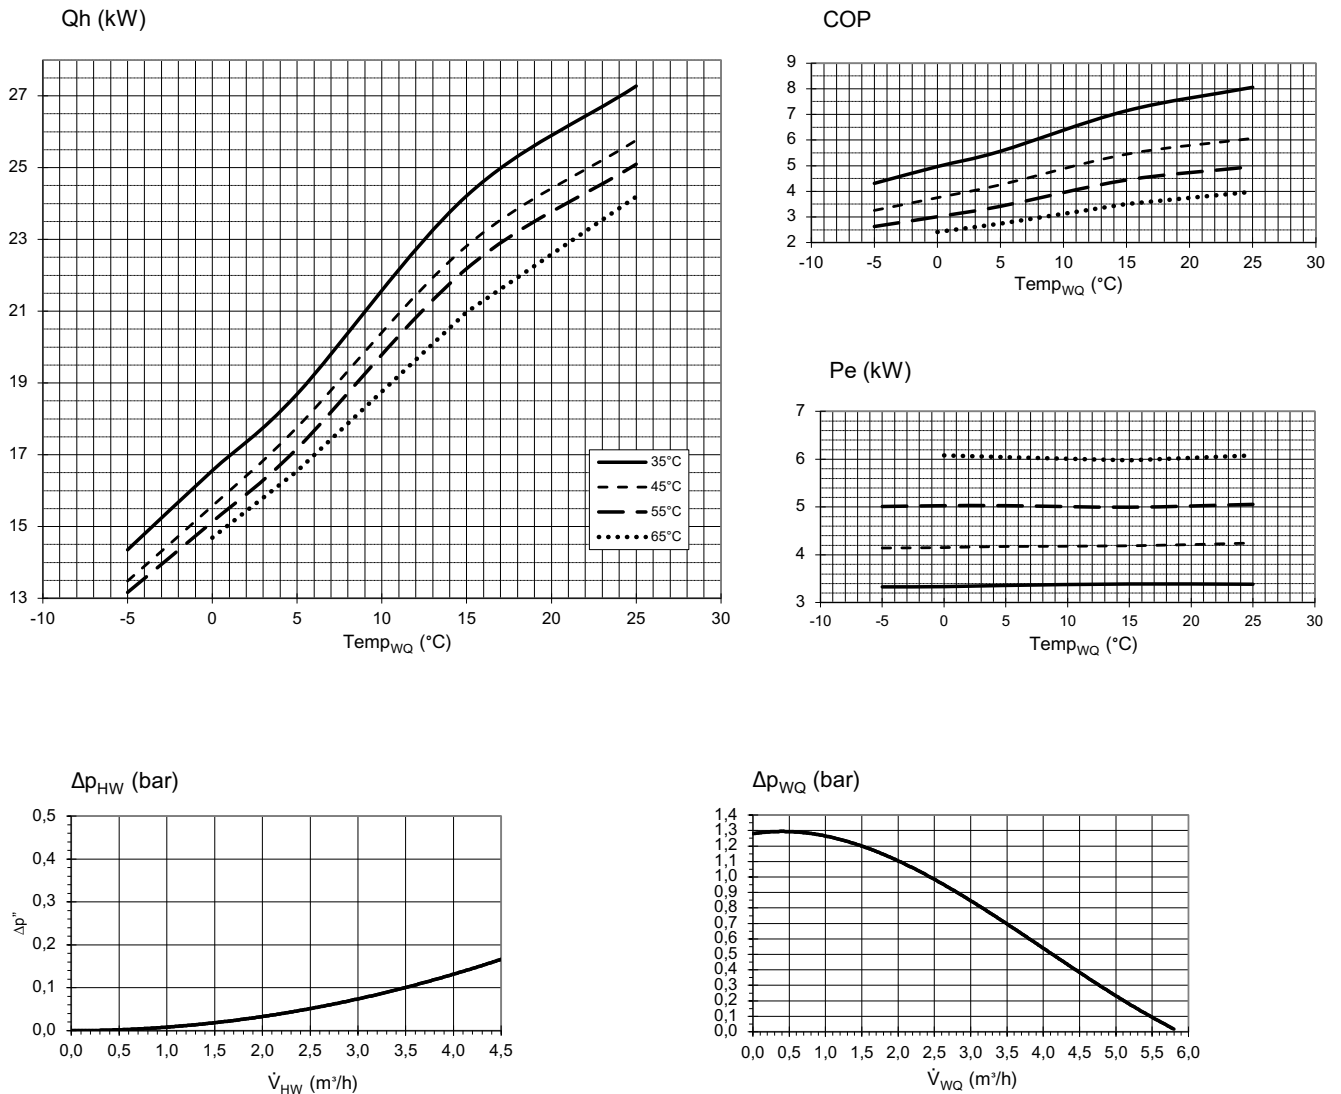 Qh (kW)
27
25
23
21
19
17
15
13
-10 -5 0 5 10 15 20 25 30
TempWQ (°C)
35°C
45°C
55°C
65°C
COP
9
8
7
6
5
4
3
2
-10 -5 0 5 10 15 20 25 30
TempWQ (°C)
Pe (kW)
7
6
5
4
3
-10 -5 0 5 10 15 20 25 30
TempWQ (°C)
ΔpHW (bar)
0,5
0,4
0,3
0,2
0,1
0,0
Δp"
0,0 0,5 1,0 1,5 2,0 2,5 3,0 3,5 4,0 4,5
V̇HW (m³/h)
ΔpWQ (bar)
1,4
1,3
1,2
1,1
1,0
0,9
0,8
0,7
0,6
0,5
0,4
0,3
0,2
0,1
0,0
0,0 0,5 1,0 1,5 2,0 2,5 3,0 3,5 4,0 4,5 5,0 5,5 6,0
V̇WQ (m³/h)